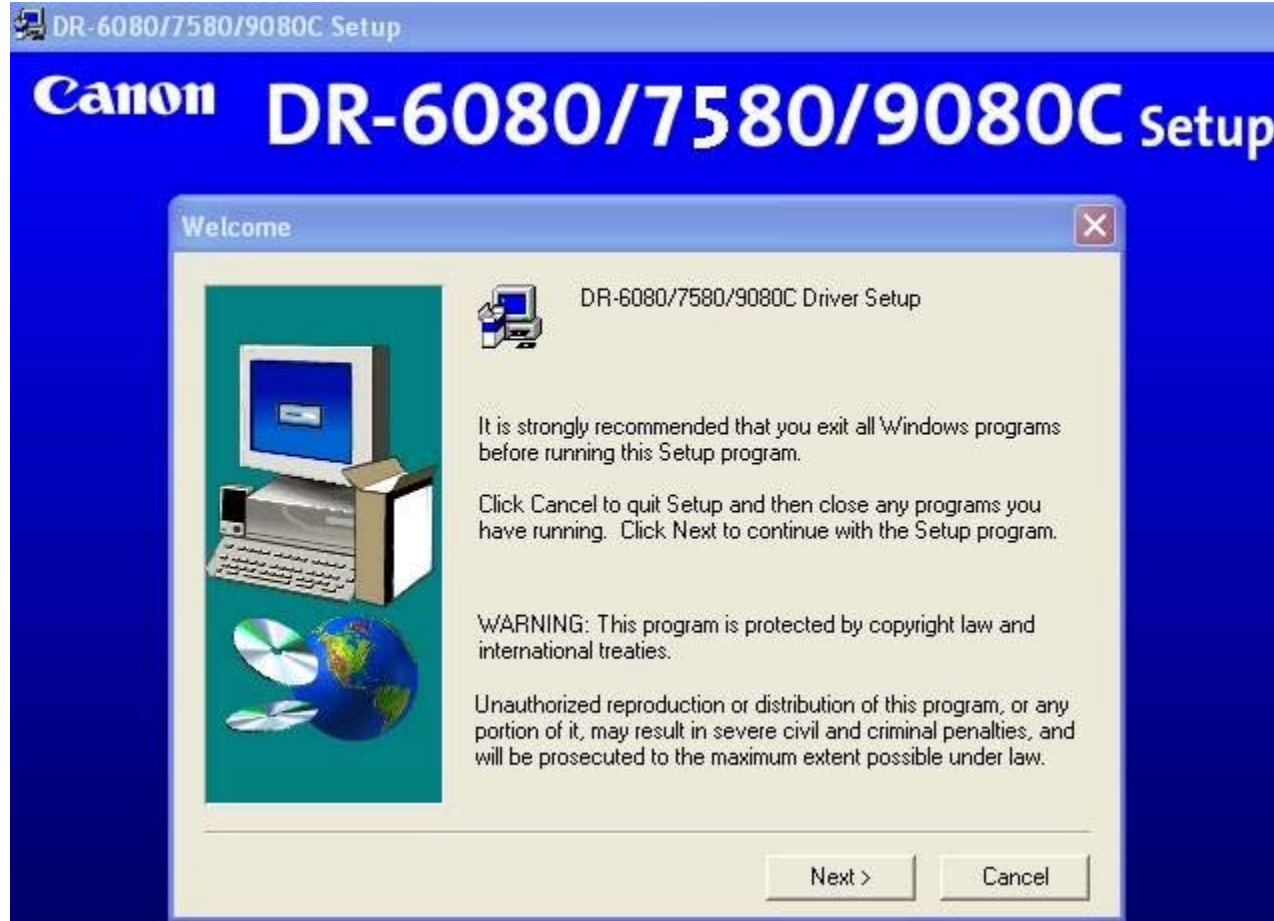 DR-6080/7580/9080C Setup
Canon DR-6080/7580/9080C Setup
Welcome
DR-6080/7580/9080C Driver Setup
It is strongly recommended that you exit all Windows programs
before running this Setup program.
Click Cancel to quit Setup and then close any programs you
have running. Click Next to continue with the Setup program.
WARNING: This program is protected by copyright law and
international treaties.
Unauthorized reproduction or distribution of this program, or any
portion of it, may result in severe civil and criminal penalties, and
will be prosecuted to the maximum extent possible under law.
Next >
Cancel